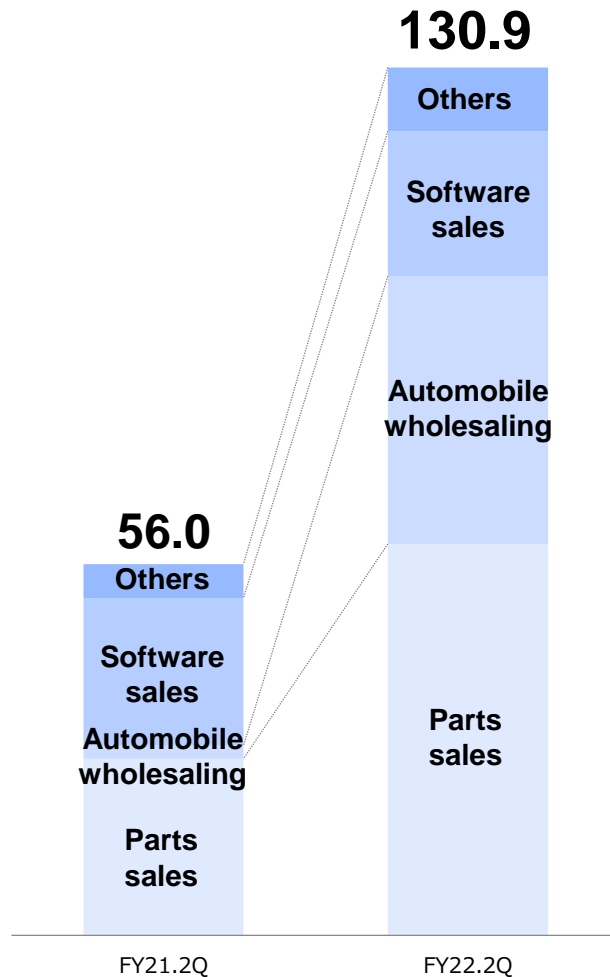 130.9
Others
Software
sales
Automobile
wholesaling
Parts
sales
56.0
Others
Software
sales
Automobile
wholesaling
Parts
sales
FY21.2Q
FY22.2Q